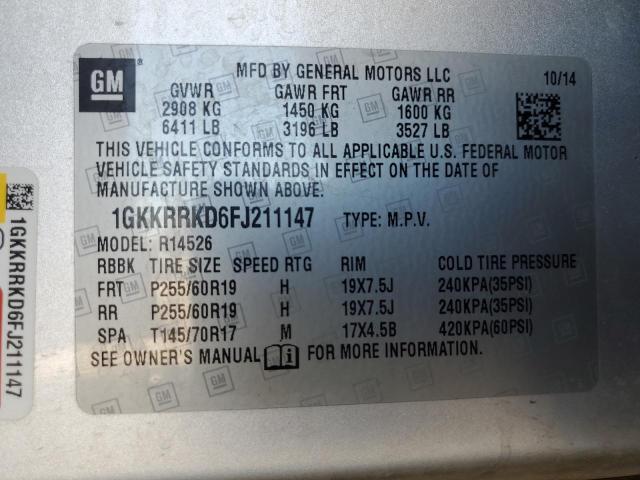 GM
®
MFD BY GENERAL MOTORS LLC 10/14
GVWR GAWR FRT GAWR RR
2908 KG 1450 KG 1600 KG
6411 LB 3196 LB 3527 LB
THIS VEHICLE CONFORMS TO ALL APPLICABLE U.S. FEDERAL MOTOR
VEHICLE SAFETY STANDARDS IN EFFECT ON THE DATE OF
MANUFACTURE SHOWN ABOVE.
1GKKRRKD6FJ211147 TYPE: M.P.V.
MODEL: R14526
RBBK TIRE SIZE SPEED RTG RIM COLD TIRE PRESSURE
FRT P255/60R19 H 19X7.5J 240KPA(35PSI)
RR P255/60R19 H 19X7.5J 240KPA(35PSI)
SPA T145/70R17 M 17X4.5B 420KPA(60PSI)
SEE OWNER'S MANUAL i FOR MORE INFORMATION.
1GKKRRKD6FJ211147